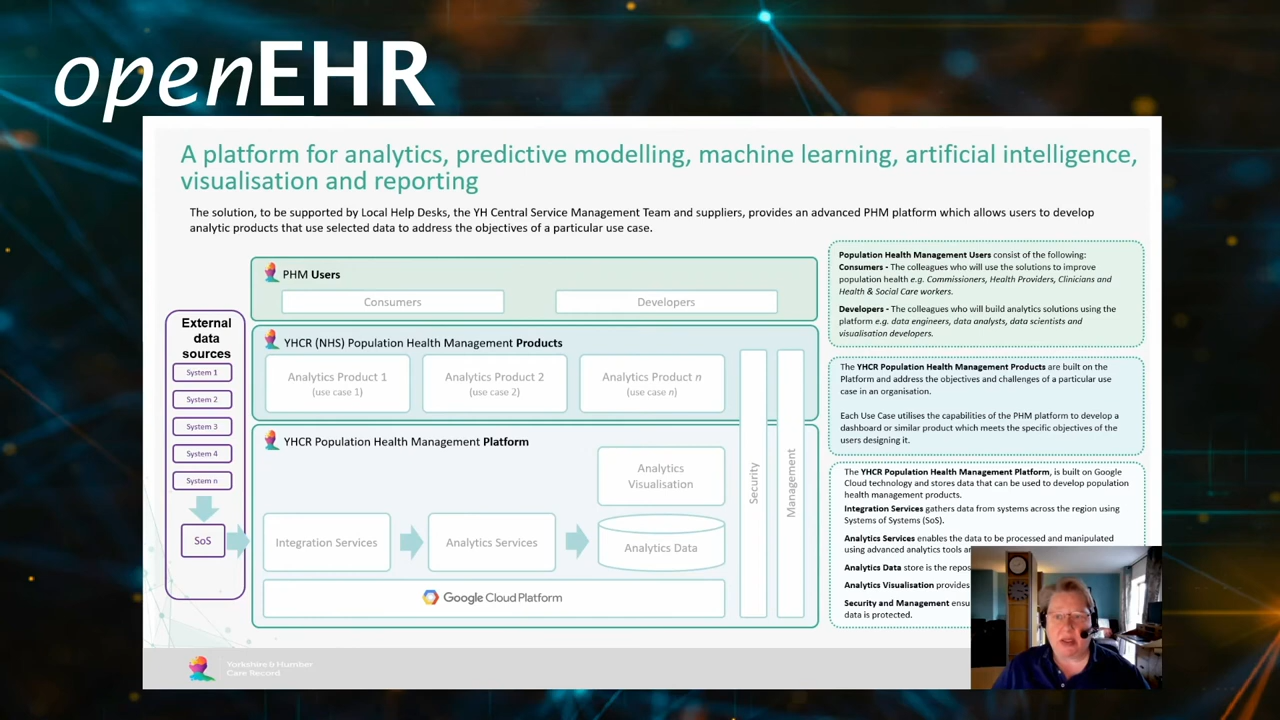 openEHR
A platform for analytics, predictive modelling, machine learning, artificial intelligence,
visualisation and reporting
The solution, to be supported by Local Help Desks, the YH Central Service Management Team and suppliers, provides an advanced PHM platform which allows users to develop
analytic products that use selected data to address the objectives of a particular use case.
External
data
sources
System 1
System 2
System 3
System 4
System n
SoS
PHM Users
Consumers
Developers
YHCR (NHS) Population Health Management Products
Analytics Product 1
(use case 1)
Analytics Product 2
(use case 2)
Analytics Product n
(use case n)
YHCR Population Health Management Platform
Analytics
Visualisation
Integration Services
Analytics Services
Analytics Data
Google Cloud Platform
Security
Management
Population Health Management Users consist of the following:
Consumers - The colleagues who will use the solutions to improve
population health e.g. Commissioners, Health Providers, Clinicians and
Health & Social Care workers.
Developers - The colleagues who will build analytics solutions using the
platform e.g. data engineers, data analysts, data scientists and
visualisation developers.
The YHCR Population Health Management Products are built on the
Platform and address the objectives and challenges of a particular use
case in an organisation.
Each Use Case utilises the capabilities of the PHM platform to develop a
dashboard or similar product which meets the specific objectives of the
users designing it.
The YHCR Population Health Management Platform, is built on Google
Cloud technology and stores data that can be used to develop population
health management products.
Integration Services gathers data from systems across the region using
Systems of Systems (SoS).
Analytics Services enables the data to be processed and manipulated
using advanced analytics tools
Analytics Data store is the
Analytics Visualisation provides
Security and Management
data is protected.
Yorkshire & Humber
Care Record